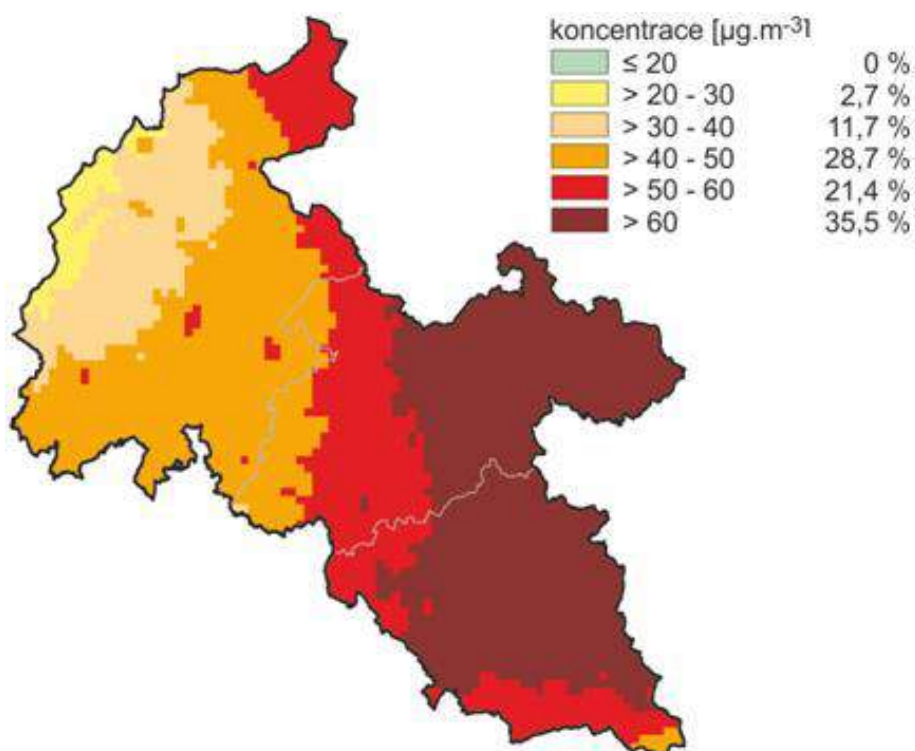 koncentrace [µg.m-3]
≤ 20 0 %
> 20 - 30 2,7 %
> 30 - 40 11,7 %
> 40 - 50 28,7 %
> 50 - 60 21,4 %
> 60 35,5 %